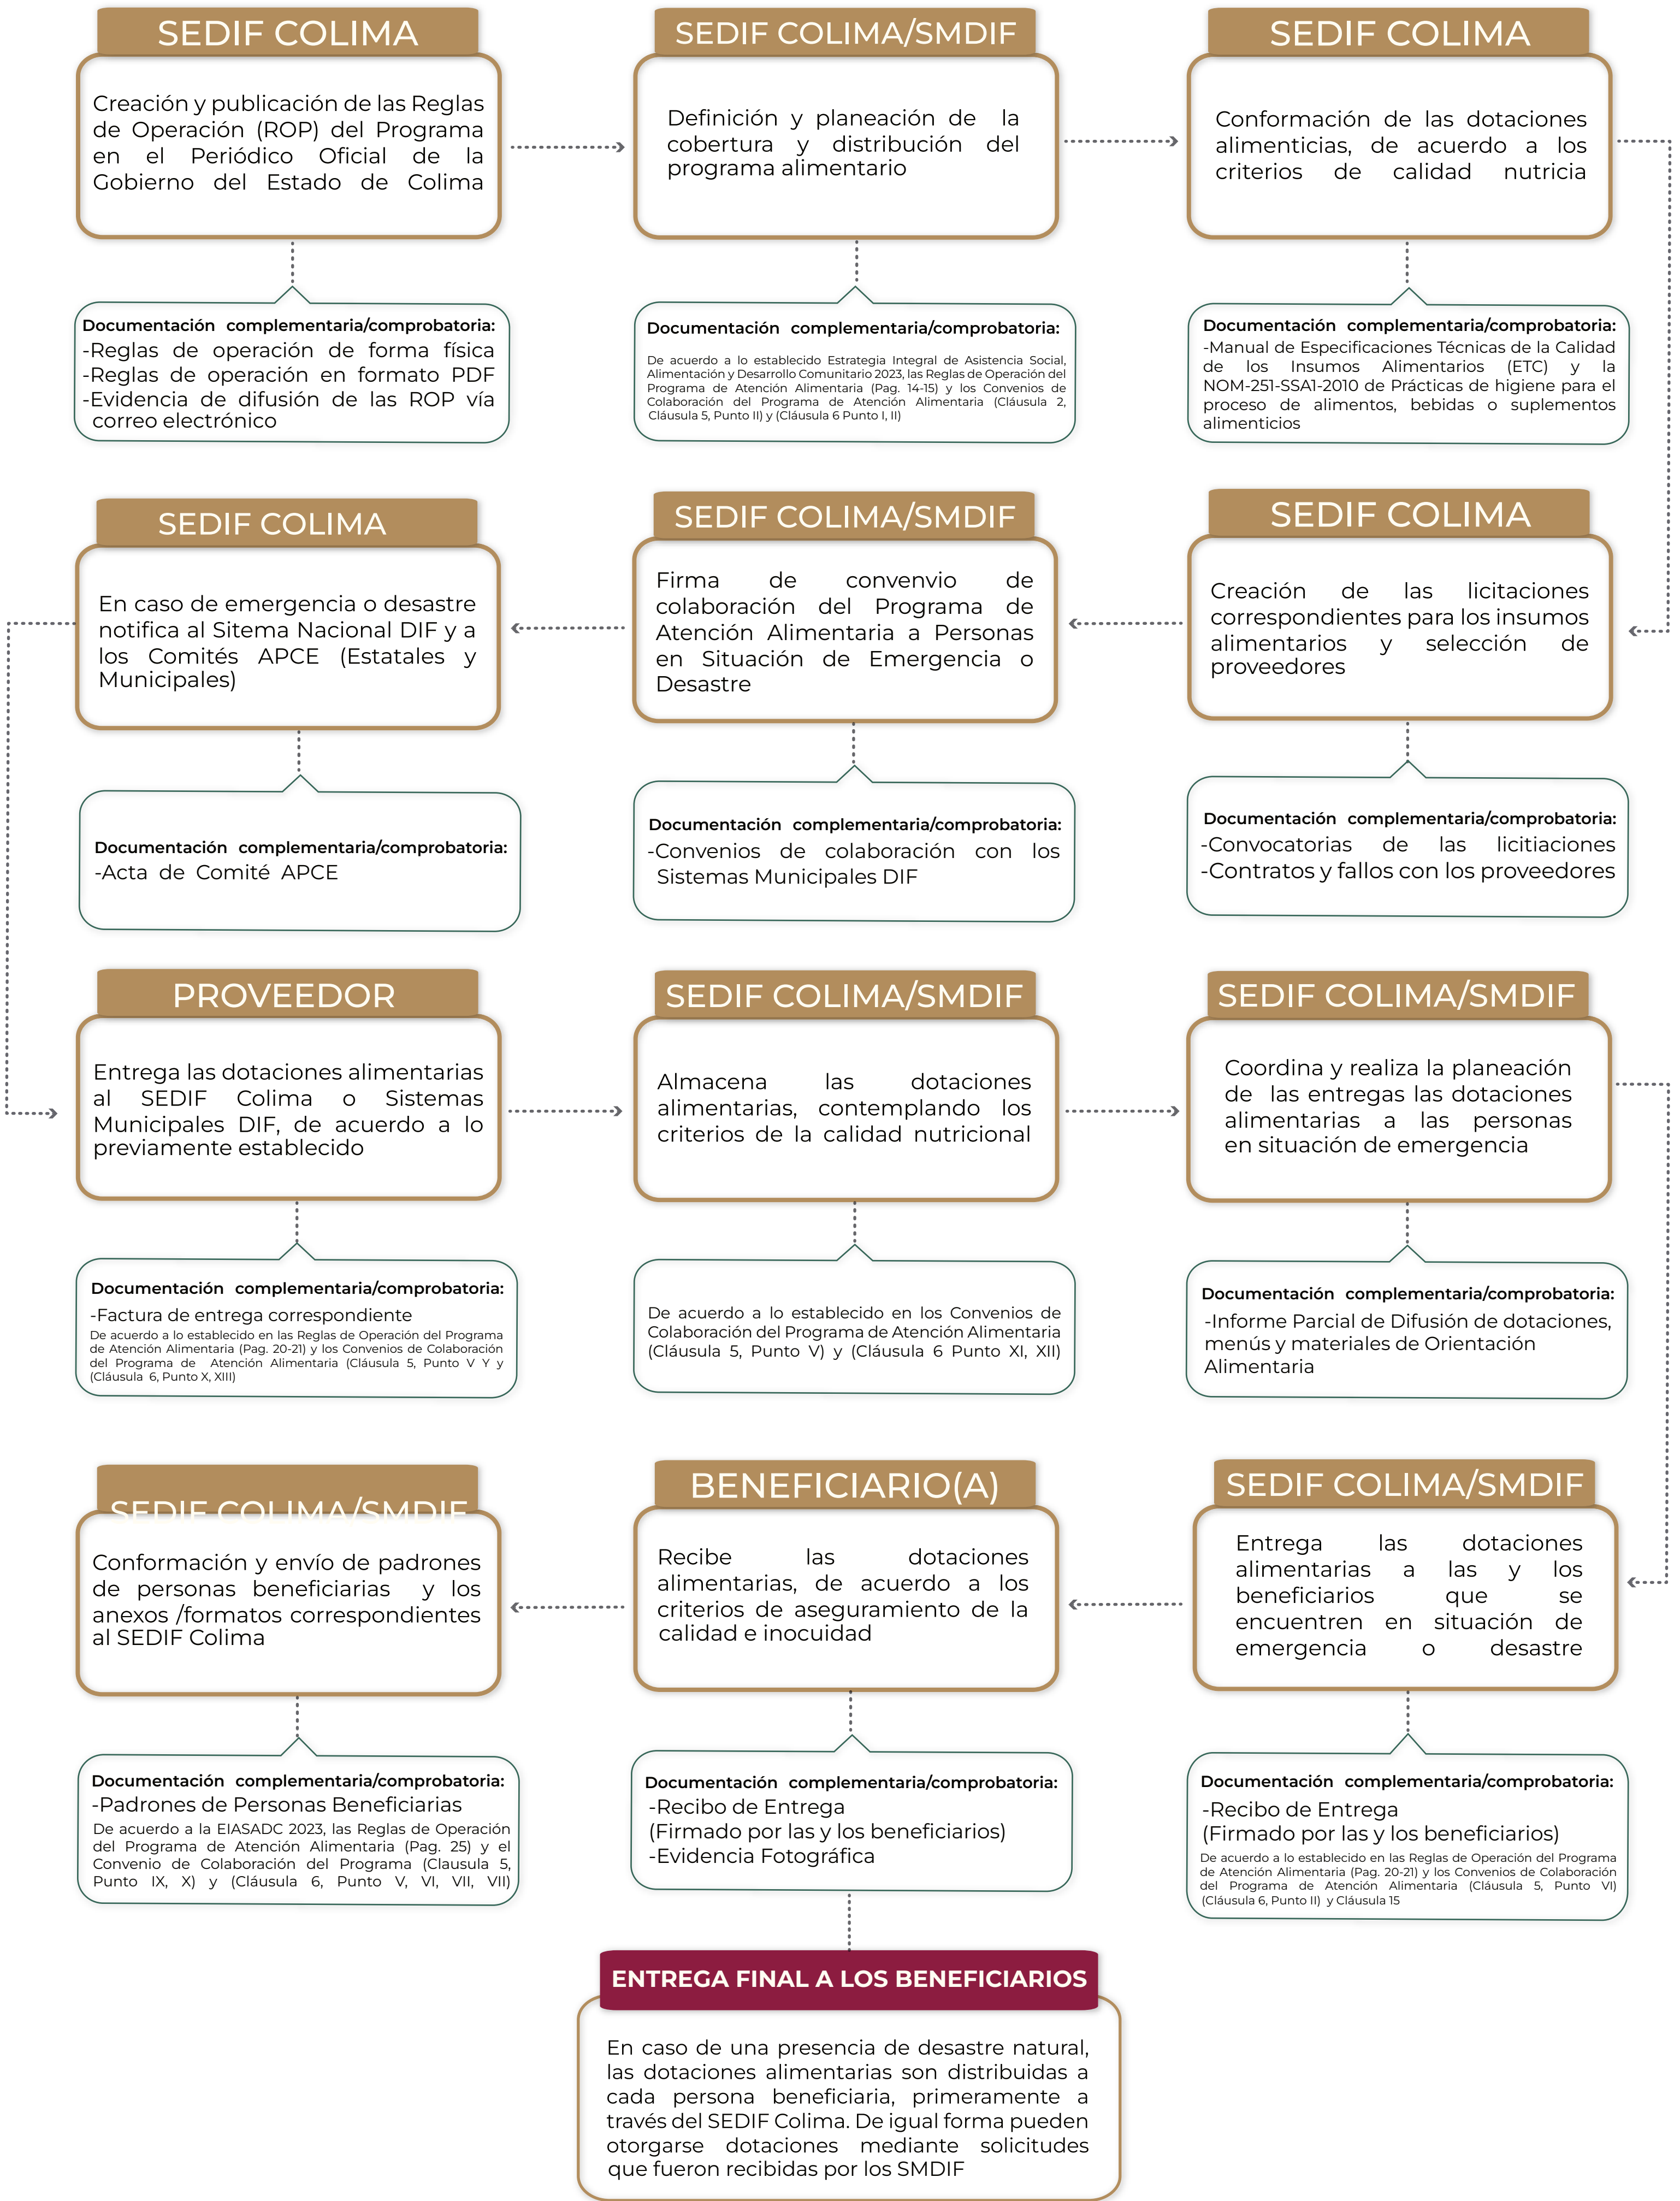 SEDIF COLIMA
Creación y publicación de las Reglas
de Operación (ROP) del Programa
en el Periódico Oficial de la
Gobierno del Estado de Colima
Documentación complementaria/comprobatoria:
-Reglas de operación de forma física
-Reglas de operación en formato PDF
-Evidencia de difusión de las ROP vía
correo electrónico
SEDIF COLIMA/SMDIF
Definición y planeación de la
cobertura y distribución del
programa alimentario
Documentación complementaria/comprobatoria:
De acuerdo a lo establecido Estrategia Integral de Asistencia Social,
Alimentación y Desarrollo Comunitario 2023, las Reglas de Operación del
Programa de Atención Alimentaria (Pag. 14-15) y los Convenios de
Colaboración del Programa de Atención Alimentaria (Cláusula 2,
Cláusula 5, Punto II) y (Cláusula 6 Punto I, II)
SEDIF COLIMA
Conformación de las dotaciones
alimenticias, de acuerdo a los
criterios de calidad nutricia
Documentación complementaria/comprobatoria:
-Manual de Especificaciones Técnicas de la Calidad
de los Insumos Alimentarios (ETC) y la
NOM-251-SSA1-2010 de Prácticas de higiene para el
proceso de alimentos, bebidas o suplementos
alimenticios
SEDIF COLIMA
Creación de las licitaciones
correspondientes para los insumos
alimentarios y selección de
proveedores
Documentación complementaria/comprobatoria:
-Convocatorias de las licitiaciones
-Contratos y fallos con los proveedores
SEDIF COLIMA/SMDIF
Firma de convenvio de
colaboración del Programa de
Atención Alimentaria a Personas
en Situación de Emergencia o
Desastre
Documentación complementaria/comprobatoria:
-Convenios de colaboración con los
Sistemas Municipales DIF
SEDIF COLIMA
En caso de emergencia o desastre
notifica al Sitema Nacional DIF y a
los Comités APCE (Estatales y
Municipales)
Documentación complementaria/comprobatoria:
-Acta de Comité APCE
PROVEEDOR
Entrega las dotaciones alimentarias
al SEDIF Colima o Sistemas
Municipales DIF, de acuerdo a lo
previamente establecido
Documentación complementaria/comprobatoria:
-Factura de entrega correspondiente
De acuerdo a lo establecido en las Reglas de Operación del Programa
de Atención Alimentaria (Pag. 20-21) y los Convenios de Colaboración
del Programa de Atención Alimentaria (Cláusula 5, Punto V Y y
(Cláusula 6, Punto X, XIII)
SEDIF COLIMA/SMDIF
Almacena las dotaciones
alimentarias, contemplando los
criterios de la calidad nutricional
De acuerdo a lo establecido en los Convenios de
Colaboración del Programa de Atención Alimentaria
(Cláusula 5, Punto V) y (Cláusula 6 Punto XI, XII)
SEDIF COLIMA/SMDIF
Coordina y realiza la planeación
de las entregas las dotaciones
alimentarias a las personas
en situación de emergencia
Documentación complementaria/comprobatoria:
-Informe Parcial de Difusión de dotaciones,
menús y materiales de Orientación
Alimentaria
SEDIF COLIMA/SMDIF
Entrega las dotaciones
alimentarias a las y los
beneficiarios que se
encuentren en situación de
emergencia o desastre
Documentación complementaria/comprobatoria:
-Recibo de Entrega
(Firmado por las y los beneficiarios)
De acuerdo a lo establecido en las Reglas de Operación del Programa
de Atención Alimentaria (Pag. 20-21) y los Convenios de Colaboración
del Programa de Atención Alimentaria (Cláusula 5, Punto VI)
(Cláusula 6, Punto II) y Cláusula 15
BENEFICIARIO(A)
Recibe las dotaciones
alimentarias, de acuerdo a los
criterios de aseguramiento de la
calidad e inocuidad
Documentación complementaria/comprobatoria:
-Recibo de Entrega
(Firmado por las y los beneficiarios)
-Evidencia Fotográfica
SEDIF COLIMA/SMDIF
Conformación y envío de padrones
de personas beneficiarias y los
anexos /formatos correspondientes
al SEDIF Colima
Documentación complementaria/comprobatoria:
-Padrones de Personas Beneficiarias
De acuerdo a la EIASADC 2023, las Reglas de Operación
del Programa de Atención Alimentaria (Pag. 25) y el
Convenio de Colaboración del Programa (Clausula 5,
Punto IX, X) y (Cláusula 6, Punto V, VI, VII, VII)
ENTREGA FINAL A LOS BENEFICIARIOS
En caso de una presencia de desastre natural,
las dotaciones alimentarias son distribuidas a
cada persona beneficiaria, primeramente a
través del SEDIF Colima. De igual forma pueden
otorgarse dotaciones mediante solicitudes
que fueron recibidas por los SMDIF